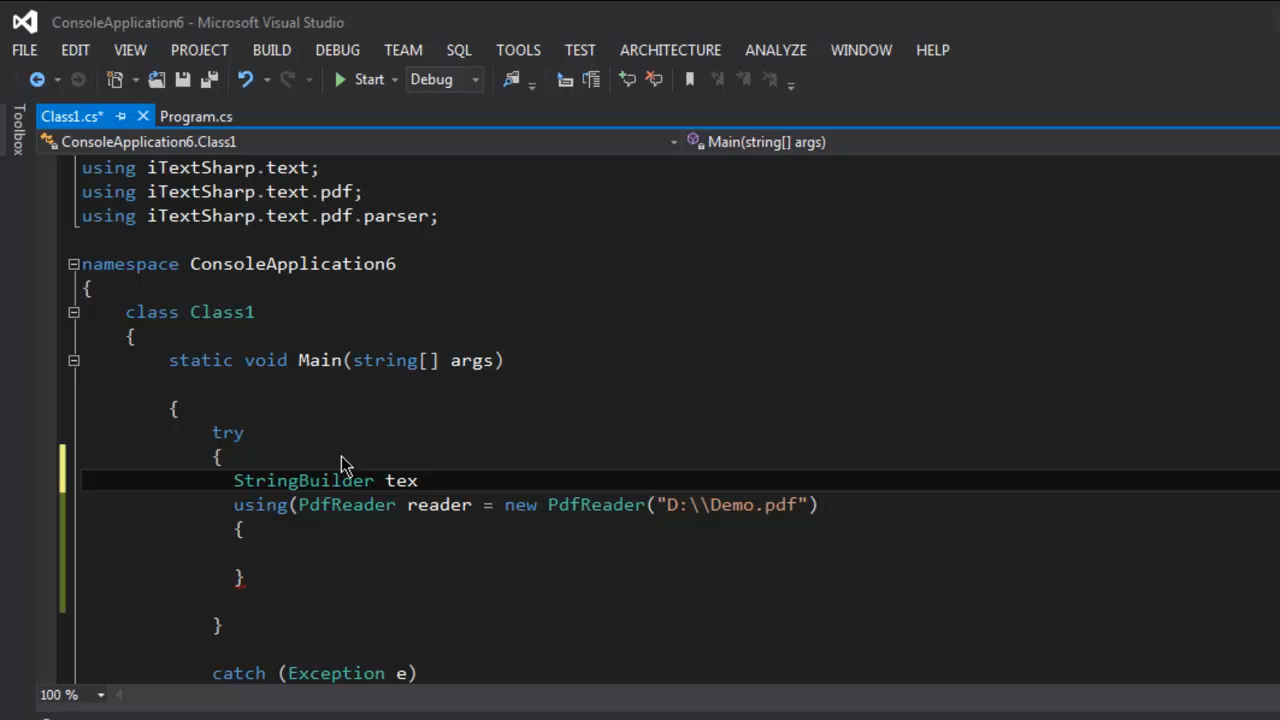 ConsoleApplication6 - Microsoft Visual Studio
FILE EDIT VIEW PROJECT BUILD DEBUG TEAM SQL TOOLS TEST ARCHITECTURE ANALYZE WINDOW HELP
Start Debug
Toolbox
Class1.cs* Program.cs
ConsoleApplication6.Class1 Main(string[] args)
using iTextSharp.text;
using iTextSharp.text.pdf;
using iTextSharp.text.pdf.parser;
namespace ConsoleApplication6
{
class Class1
{
static void Main(string[] args)
{
try
{
StringBuilder tex
using(PdfReader reader = new PdfReader("D:\\Demo.pdf")
{
}
}
catch (Exception e)
100 %